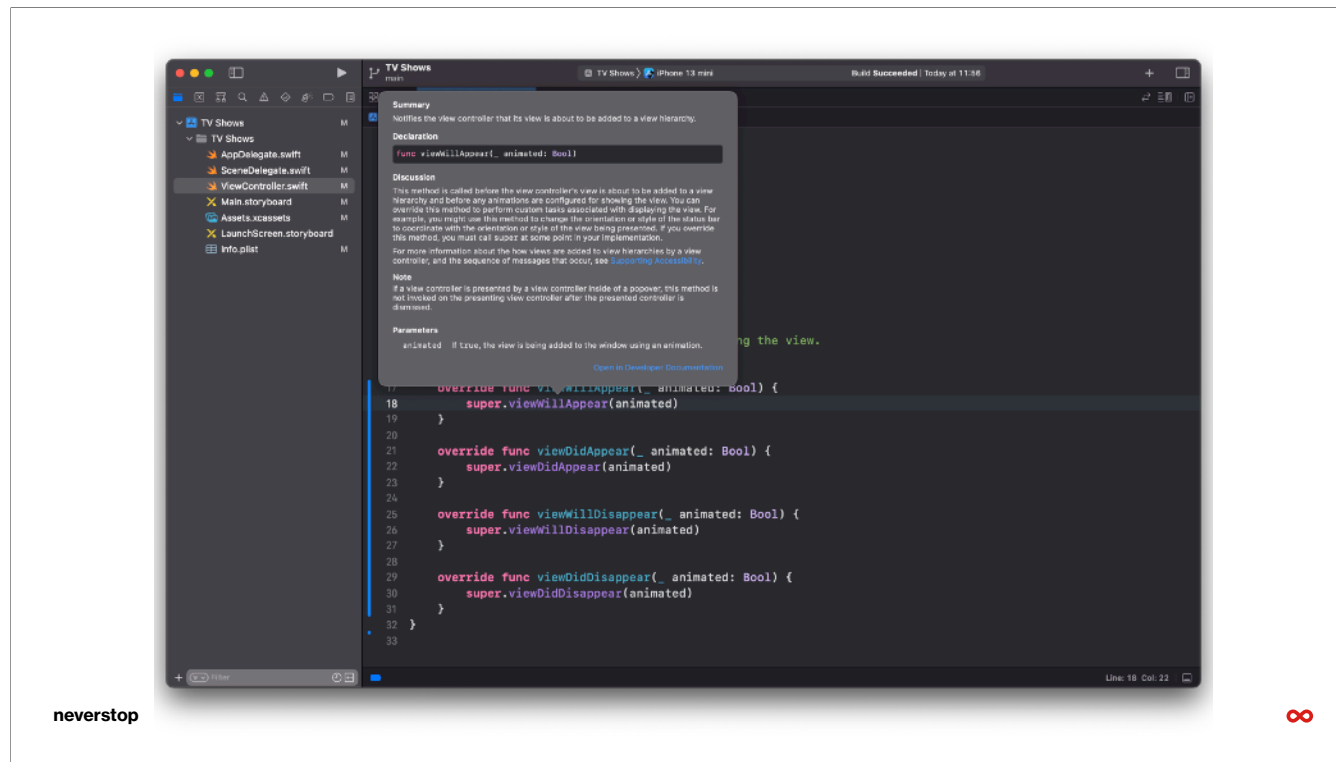 TV Shows
main
TV Shows 〉 iPhone 13 mini
Build Succeeded | Today at 11:56
TV Shows M
TV Shows
AppDelegate.swift M
SceneDelegate.swift M
ViewController.swift M
Main.storyboard M
Assets.xcassets M
LaunchScreen.storyboard
Info.plist M
Summary
Notifies the view controller that its view is about to be added to a view hierarchy.
Declaration
func viewWillAppear(_ animated: Bool)
Discussion
This method is called before the view controller's view is about to be added to a view
hierarchy and before any animations are configured for showing the view. You can
override this method to perform custom tasks associated with displaying the view. For
example, you might use this method to change the orientation or style of the status bar
to coordinate with the orientation or style of the view being presented. If you override
this method, you must call super at some point in your implementation.
For more information about the how views are added to view hierarchies by a view
controller, and the sequence of messages that occur, see Supporting Accessibility.
Note
If a view controller is presented by a view controller inside of a popover, this method is
not invoked on the presenting view controller after the presented controller is
dismissed.
Parameters
animated If true, the view is being added to the window using an animation.
Open in Developer Documentation
ng the view.
17 override func viewWillAppear(_ animated: Bool) {
18 super.viewWillAppear(animated)
19 }
20
21 override func viewDidAppear(_ animated: Bool) {
22 super.viewDidAppear(animated)
23 }
24
25 override func viewWillDisappear(_ animated: Bool) {
26 super.viewWillDisappear(animated)
27 }
28
29 override func viewDidDisappear(_ animated: Bool) {
30 super.viewDidDisappear(animated)
31 }
32 }
33
Filter
Line: 18 Col: 22
neverstop